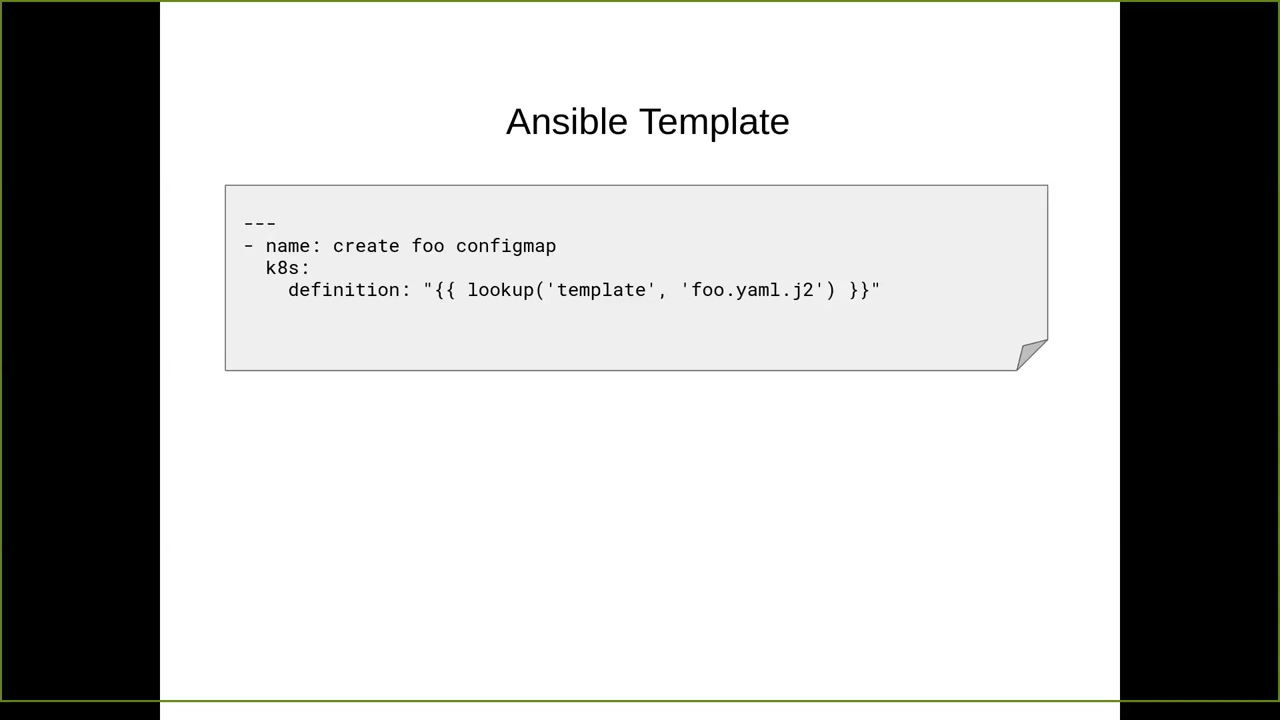 Ansible Template
---
- name: create foo configmap
  k8s:
    definition: "{{ lookup('template', 'foo.yaml.j2') }}"